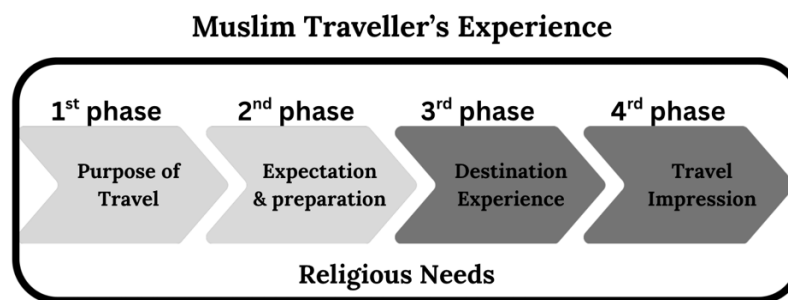 Muslim Traveller's Experience
1st phase
2nd phase
3rd phase
4rd phase
Purpose of
Travel
Expectation
& preparation
Destination
Experience
Travel
Impression
Religious Needs